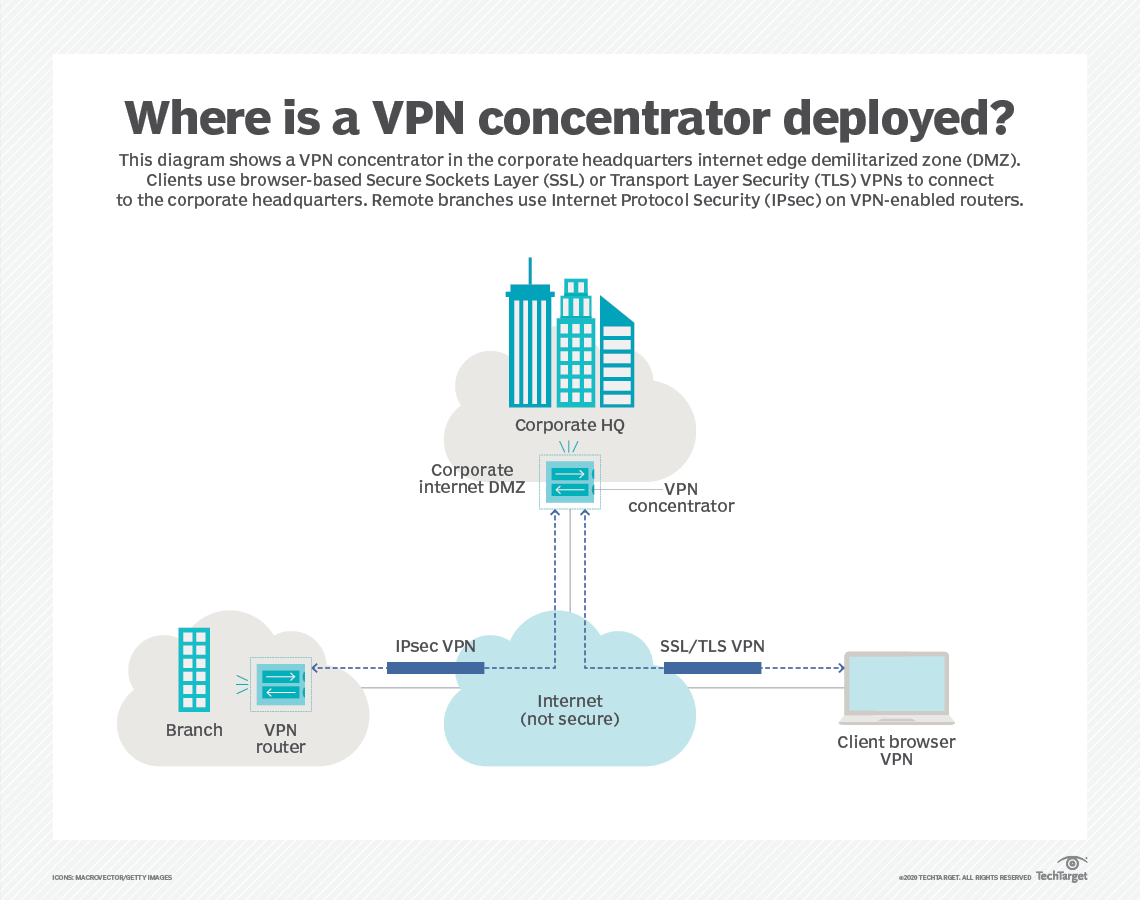 Where is a VPN concentrator deployed?
This diagram shows a VPN concentrator in the corporate headquarters internet edge demilitarized zone (DMZ).
Clients use browser-based Secure Sockets Layer (SSL) or Transport Layer Security (TLS) VPNs to connect
to the corporate headquarters. Remote branches use Internet Protocol Security (IPsec) on VPN-enabled routers.
Corporate HQ
Corporate
internet DMZ
VPN
concentrator
IPsec VPN
SSL/TLS VPN
Internet
(not secure)
Branch
VPN
router
Client browser
VPN
ICONS: MACROVECTOR/GETTY IMAGES
©2020 TECHTARGET. ALL RIGHTS RESERVED
TechTarget